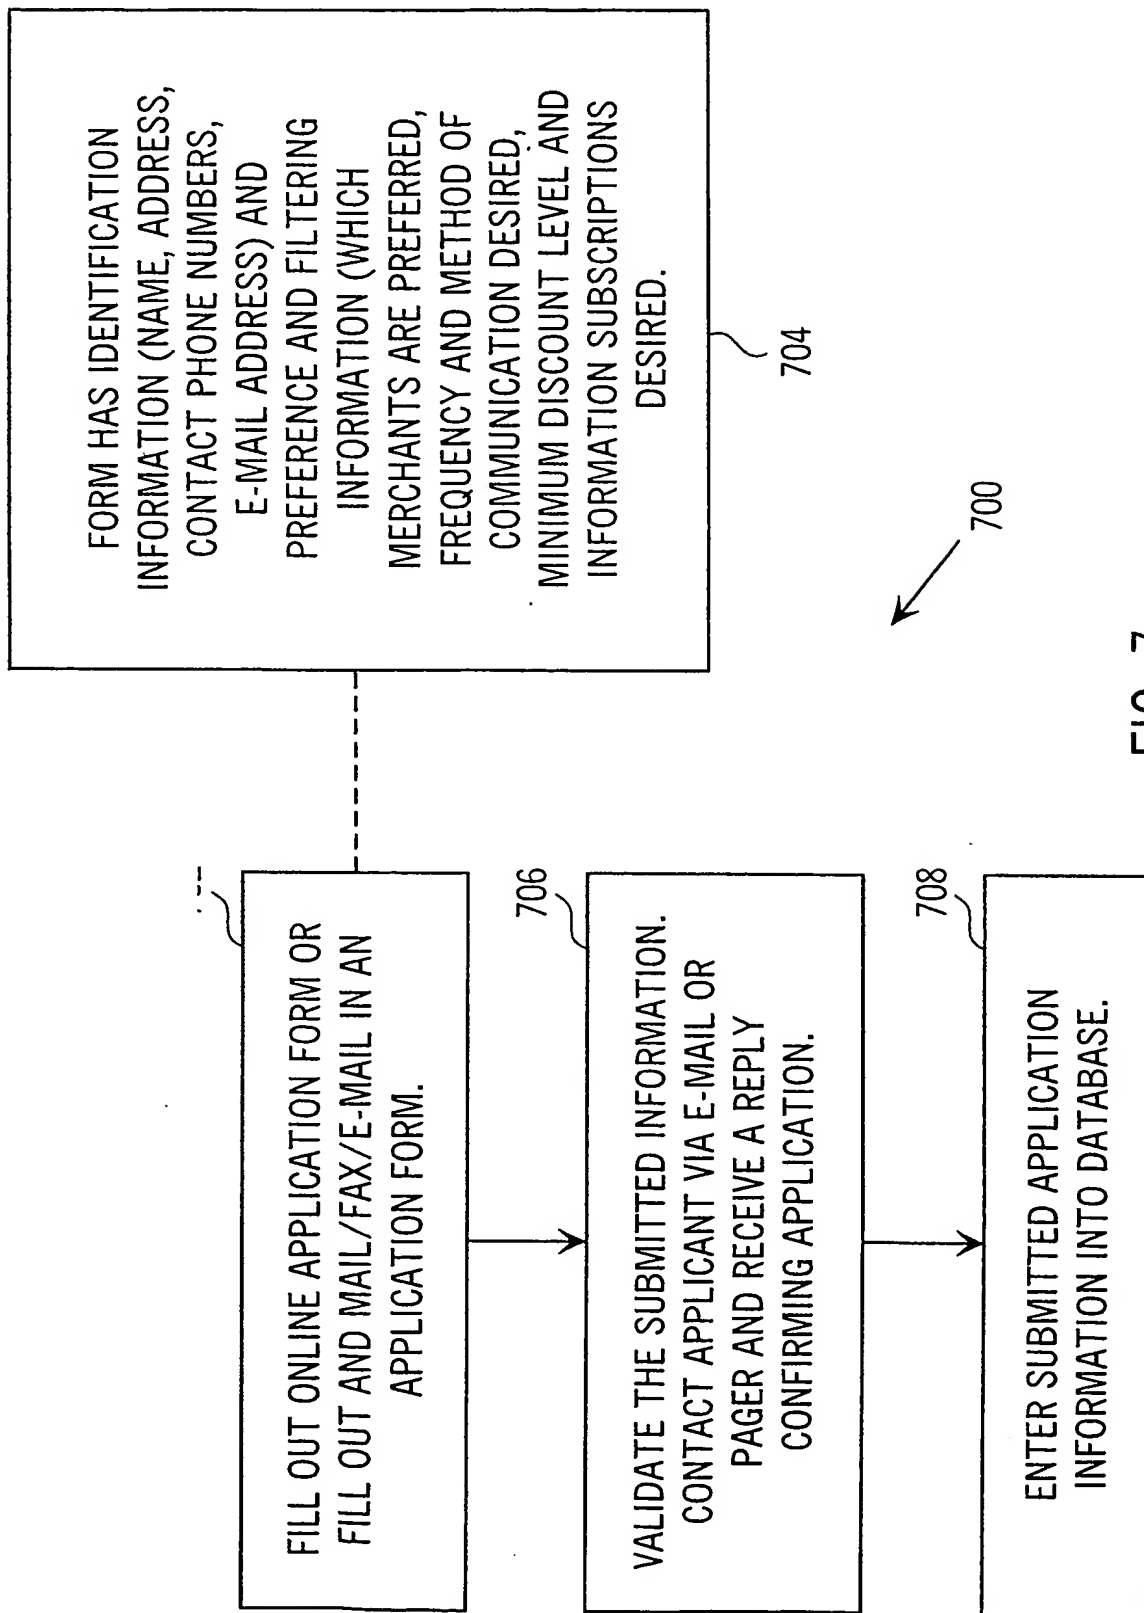 FILL OUT ONLINE APPLICATION FORM OR
FILL OUT AND MAIL/FAX/E-MAIL IN AN
APPLICATION FORM.
FORM HAS IDENTIFICATION
INFORMATION (NAME, ADDRESS,
CONTACT PHONE NUMBERS,
E-MAIL ADDRESS) AND
PREFERENCE AND FILTERING
INFORMATION (WHICH
MERCHANTS ARE PREFERRED,
FREQUENCY AND METHOD OF
COMMUNICATION DESIRED,
MINIMUM DISCOUNT LEVEL AND
INFORMATION SUBSCRIPTIONS
DESIRED.
704
706
VALIDATE THE SUBMITTED INFORMATION.
CONTACT APPLICANT VIA E-MAIL OR
PAGER AND RECEIVE A REPLY
CONFIRMING APPLICATION.
700
708
ENTER SUBMITTED APPLICATION
INFORMATION INTO DATABASE.